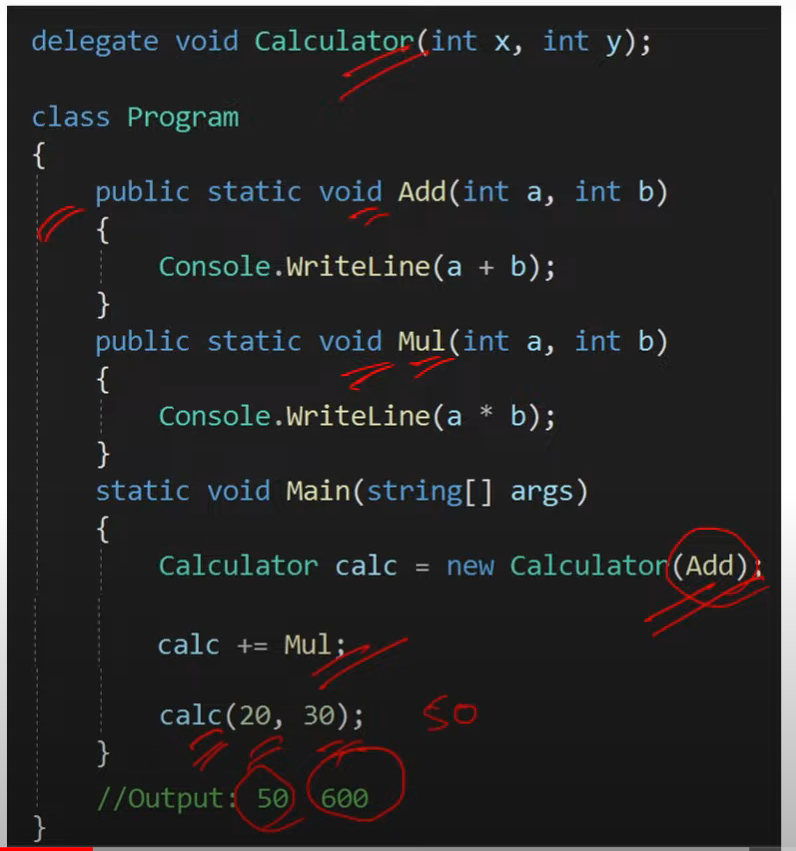 delegate void Calculator(int x, int y);
class Program
{
public static void Add(int a, int b)
{
Console.WriteLine(a + b);
}
public static void Mul(int a, int b)
{
Console.WriteLine(a * b);
}
static void Main(string[] args)
{
Calculator calc = new Calculator(Add);
calc += Mul;
calc(20, 30); 50
}
//Output: 50 600
}